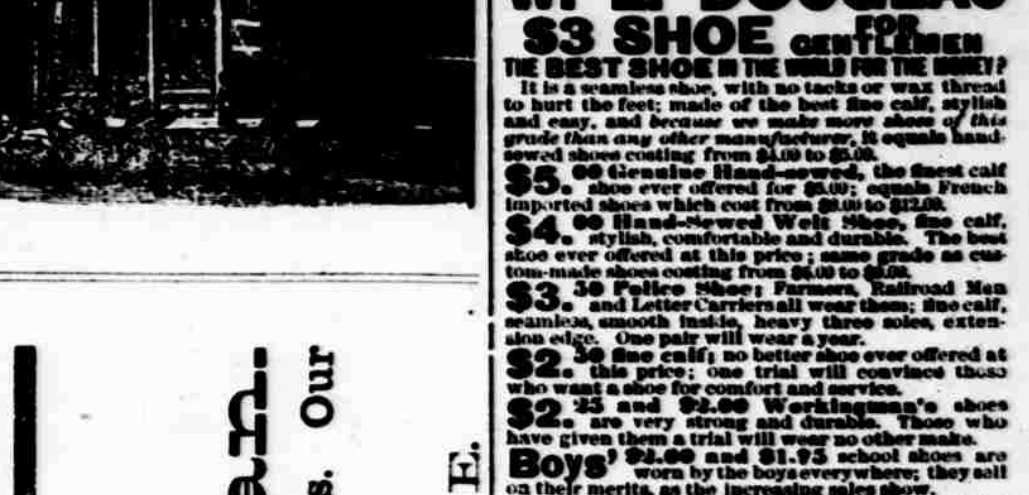 W. L. DOUGLAS
$3 SHOE FOR GENTLEMEN
THE BEST SHOE IN THE WORLD FOR THE MONEY?
It is a seamless shoe, with no tacks or wax thread
to hurt the feet; made of the best fine calf, stylish
and easy, and because we make more shoes of this
grade than any other manufacturer, it equals hand-
sewed shoes costing from $4.00 to $5.00.
$5.00 Genuine Hand-sewed, the finest calf
shoe ever offered for $5.00; equals French
imported shoes which cost from $8.00 to $12.00.
$4.00 Hand-Sewed Welt Shoe, fine calf,
stylish, comfortable and durable. The best
shoe ever offered at this price; same grade as cus-
tom-made shoes costing from $6.00 to $9.00.
$3.50 Police Shoe; Farmers, Railroad Men
and Letter Carriers all wear them; fine calf,
seamless, smooth inside, heavy three soles, exten-
sion edge. One pair will wear a year.
$2.50 fine calf; no better shoe ever offered at
this price; one trial will convince those
who want a shoe for comfort and service.
$2.25 and $2.00 Workingman's shoes
are very strong and durable. Those who
have given them a trial will wear no other make.
Boys' $2.00 and $1.75 school shoes are
worn by the boys everywhere; they sell
on their merits, as the increasing sales show.
an.
s. Our
E.